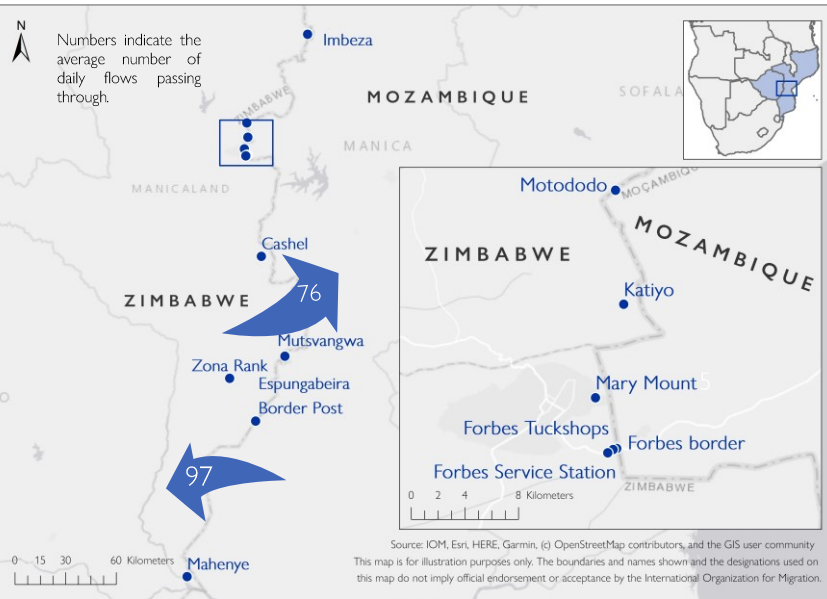 N
Numbers indicate the
average number of
daily flows passing
through.
Imbeza
MOZAMBIQUE
SOFALA
ZIMBABWE
MANICA
MANICALAND
Cashel
ZIMBABWE
76
Mutsvangwa
Zona Rank
Espungabeira
Border Post
97
Mahenye
0 15 30 60 Kilometers
Motododo
MOÇAMBIQU
ZIMBABWE
MOZAMBIQUE
Katiyo
Mary Mount 5
Forbes Tuckshops
Forbes border
Forbes Service Station
ZIMBABWE
0 2 4 8 Kilometers
Source: IOM, Esri, HERE, Garmin, (c) OpenStreetMap contributors, and the GIS user community
This map is for illustration purposes only. The boundaries and names shown and the designations used on
this map do not imply official endorsement or acceptance by the International Organization for Migration.